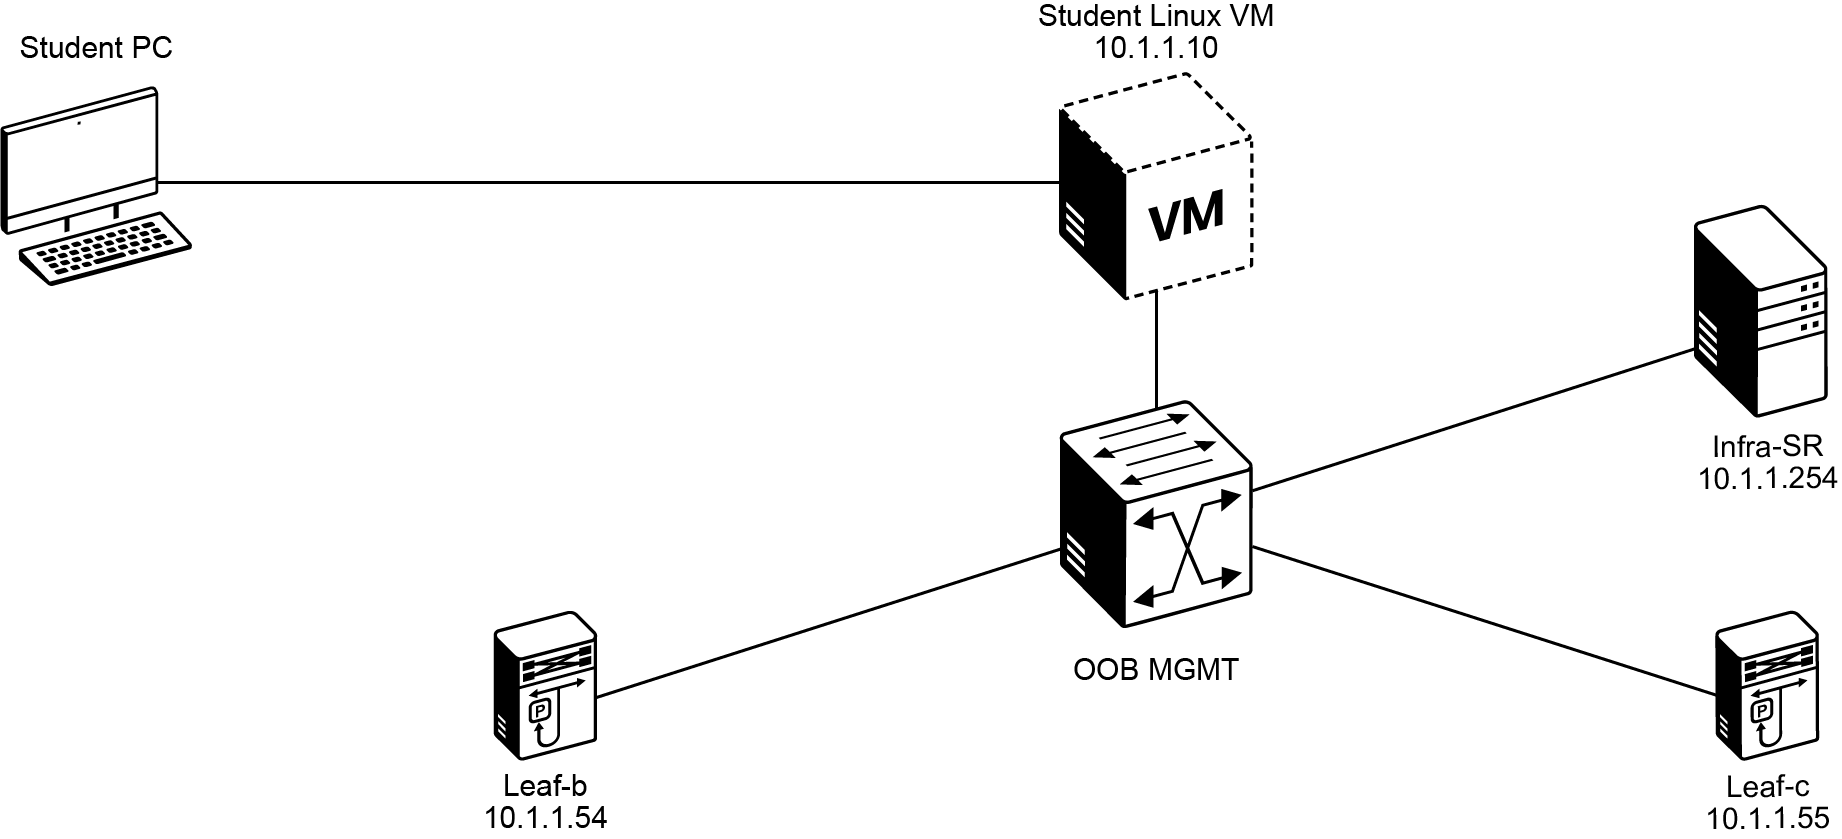 Student Linux VM
10.1.1.10
Student PC
VM
Infra-SR
10.1.1.254
OOB MGMT
P
Leaf-b
10.1.1.54
P
Leaf-c
10.1.1.55